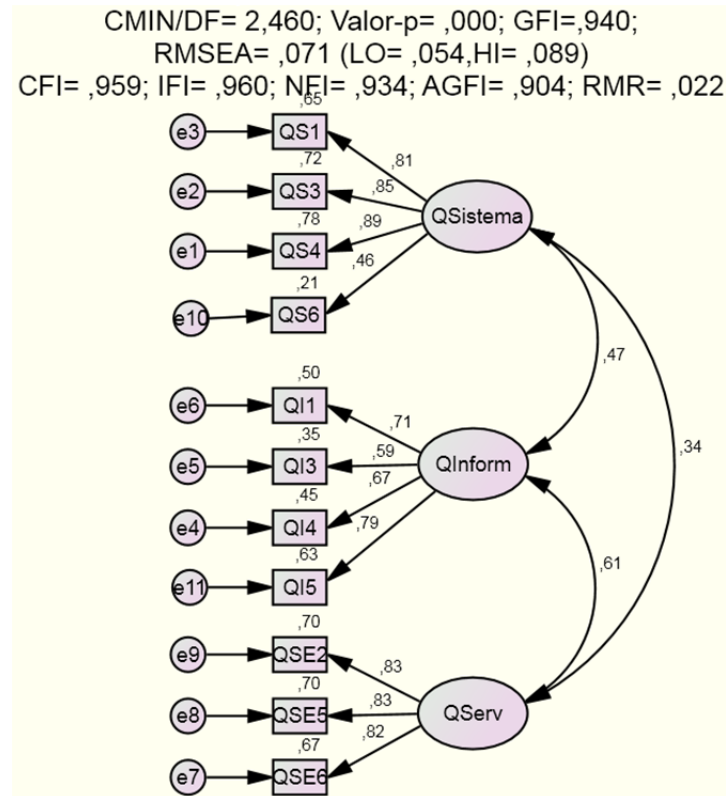 CMIN/DF= 2,460; Valor-p= ,000; GFI=,940;
RMSEA= ,071 (LO= ,054,HI= ,089)
CFI= ,959; IFI= ,960; NFI= ,934; AGFI= ,904; RMR= ,022
,65
e3 QS1
,81
,72
e2 QS3
,85
QSistema
,78
e1 QS4
,89
,46
,21
e10 QS6
,47
,50
e6 QI1
,71
,34
,35
e5 QI3
,59
QInform
,67
,45
e4 QI4
,79
,63
e11 QI5
,61
,70
e9 QSE2
,83
,70
e8 QSE5
,83
QServ
,82
,67
e7 QSE6